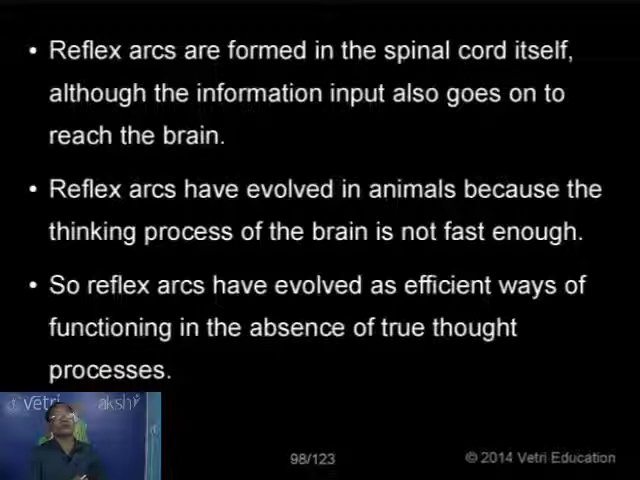 • Reflex arcs are formed in the spinal cord itself,
although the information input also goes on to
reach the brain.
• Reflex arcs have evolved in animals because the
thinking process of the brain is not fast enough.
• So reflex arcs have evolved as efficient ways of
functioning in the absence of true thought
processes.
vetri aksh
98/123
© 2014 Vetri Education